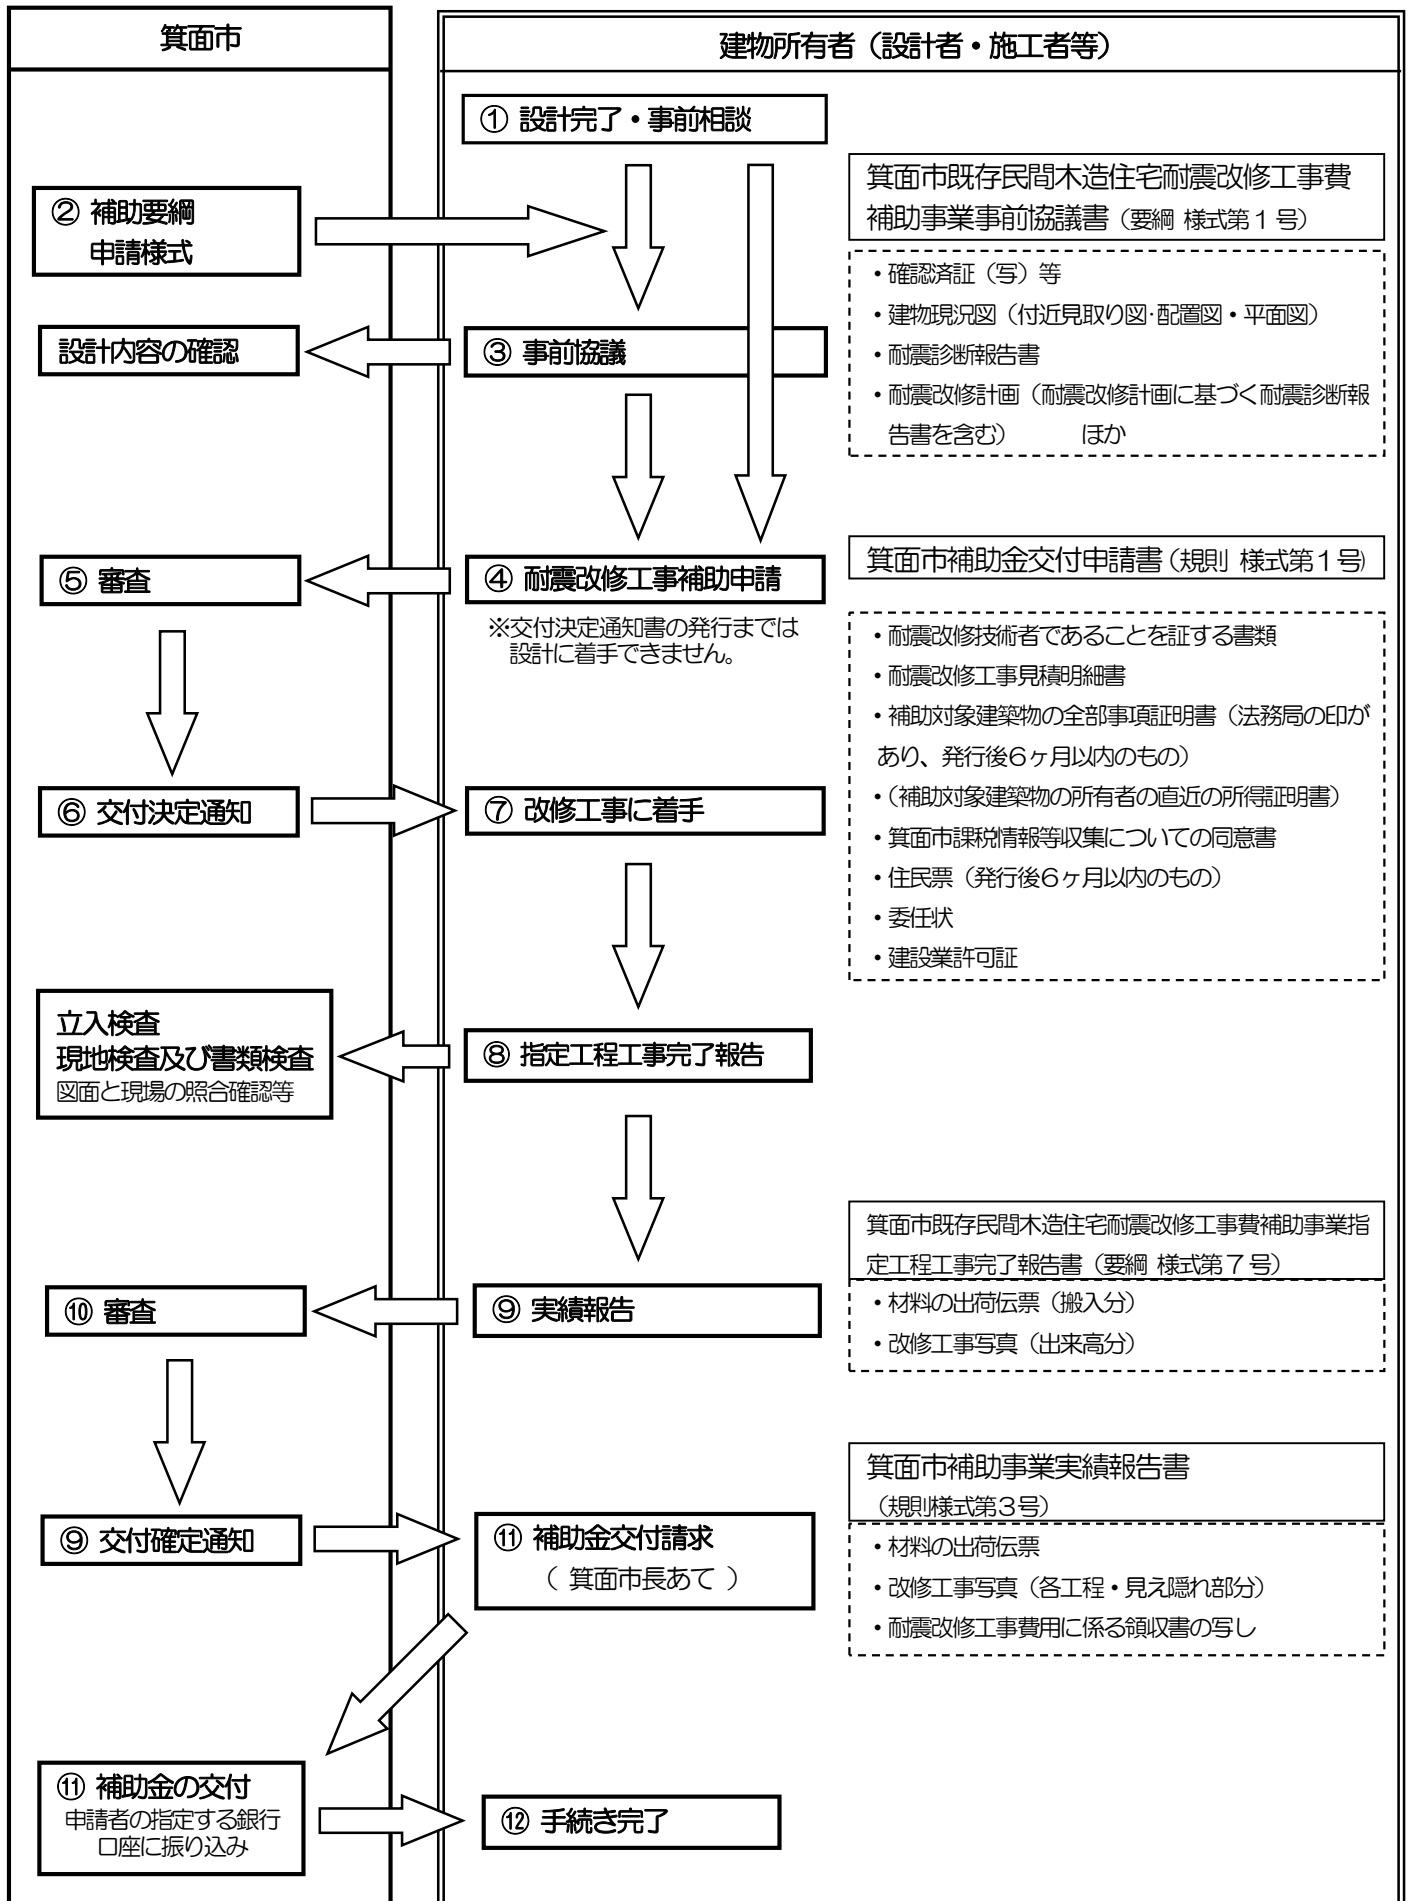 箕面市
建物所有者（設計者・施工者等）
① 設計完了・事前相談
② 補助要綱
申請様式
箕面市既存民間木造住宅耐震改修工事費
補助事業事前協議書（要綱 様式第１号）
・確認済証（写）等
・建物現況図（付近見取り図・配置図・平面図）
・耐震診断報告書
・耐震改修計画（耐震改修計画に基づく耐震診断報
告書を含む）　　　ほか
設計内容の確認
③ 事前協議
⑤ 審査
④ 耐震改修工事補助申請
※交付決定通知書の発行までは
設計に着手できません。
箕面市補助金交付申請書（規則 様式第１号）
・耐震改修技術者であることを証する書類
・耐震改修工事見積明細書
・補助対象建築物の全部事項証明書（法務局の印が
あり、発行後６ヶ月以内のもの）
・（補助対象建築物の所有者の直近の所得証明書）
・箕面市課税情報等収集についての同意書
・住民票（発行後６ヶ月以内のもの）
・委任状
・建設業許可証
⑥ 交付決定通知
⑦ 改修工事に着手
立入検査
現地検査及び書類検査
図面と現場の照合確認等
⑧ 指定工程工事完了報告
箕面市既存民間木造住宅耐震改修工事費補助事業指
定工程工事完了報告書（要綱 様式第７号）
・材料の出荷伝票（搬入分）
・改修工事写真（出来高分）
⑩ 審査
⑨ 実績報告
箕面市補助事業実績報告書
（規則様式第３号）
・材料の出荷伝票
・改修工事写真（各工程・見え隠れ部分）
・耐震改修工事費用に係る領収書の写し
⑨ 交付確定通知
⑪ 補助金交付請求
（ 箕面市長あて ）
⑪ 補助金の交付
申請者の指定する銀行
口座に振り込み
⑫ 手続き完了